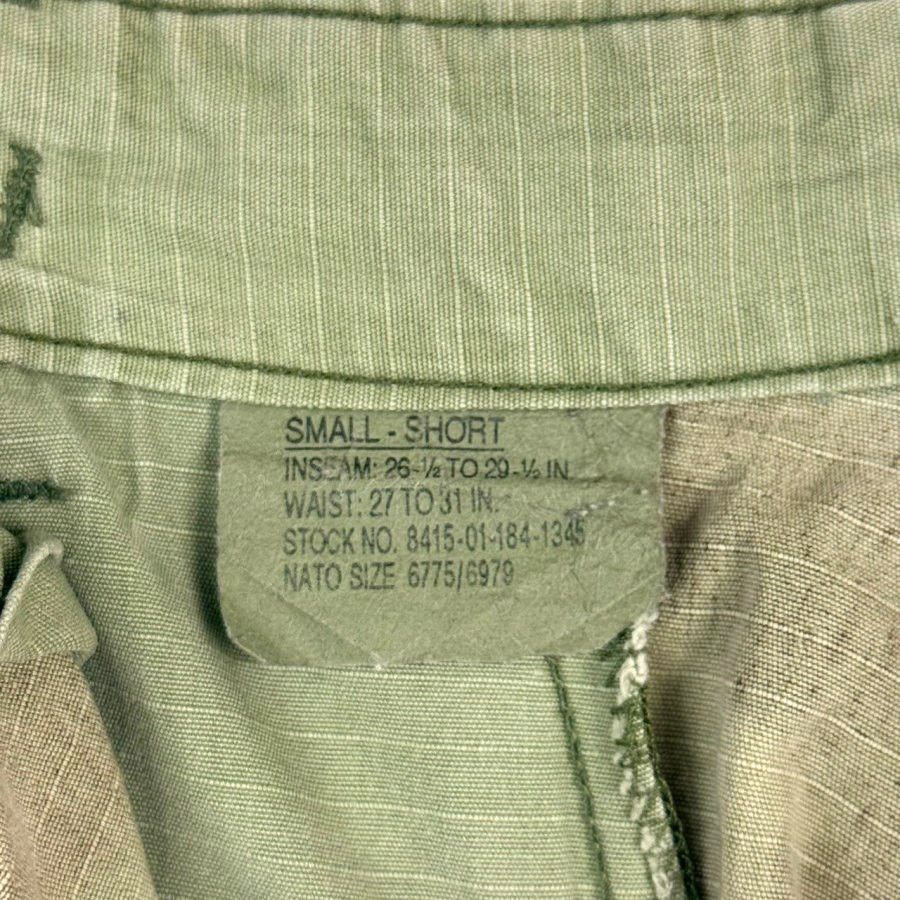 SMALL - SHORT
INSEAM: 26-½ TO 29-½ IN.
WAIST: 27 TO 31 IN.
STOCK NO. 8415-01-184-1345
NATO SIZE 6775/6979